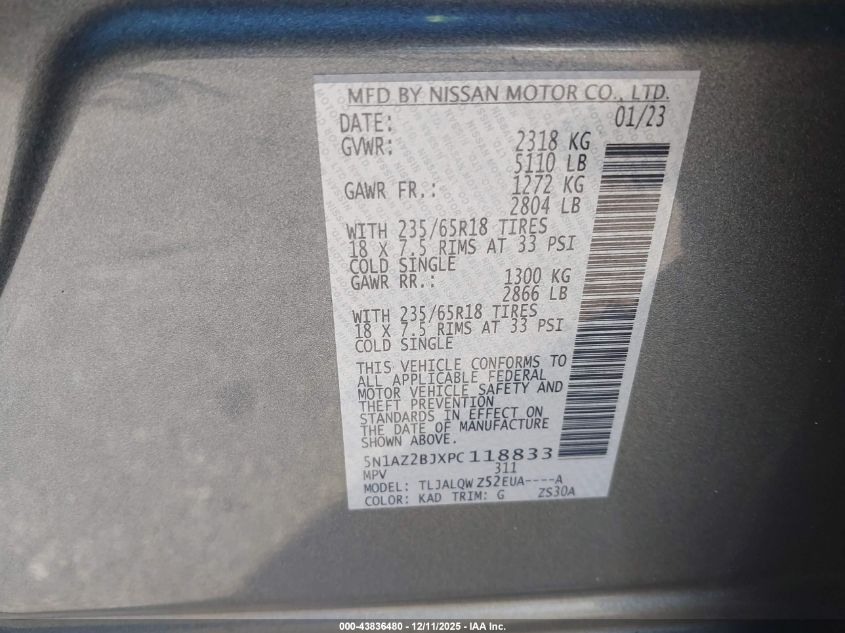 MFD BY NISSAN MOTOR CO., LTD.
DATE: 01/23
GVWR: 2318 KG
5110 LB
GAWR FR.: 1272 KG
2804 LB
WITH 235/65R18 TIRES
18 X 7.5 RIMS AT 33 PSI
COLD SINGLE
GAWR RR.: 1300 KG
2866 LB
WITH 235/65R18 TIRES
18 X 7.5 RIMS AT 33 PSI
COLD SINGLE
THIS VEHICLE CONFORMS TO
ALL APPLICABLE FEDERAL
MOTOR VEHICLE SAFETY AND
THEFT PREVENTION
STANDARDS IN EFFECT ON
THE DATE OF MANUFACTURE
SHOWN ABOVE.
5N1AZ2BJXPC118833
MPV 311
MODEL: TLJALQWZ52EUA----A
COLOR: KAD TRIM: G ZS30A
000-43836480 - 12/11/2025 - IAA Inc.